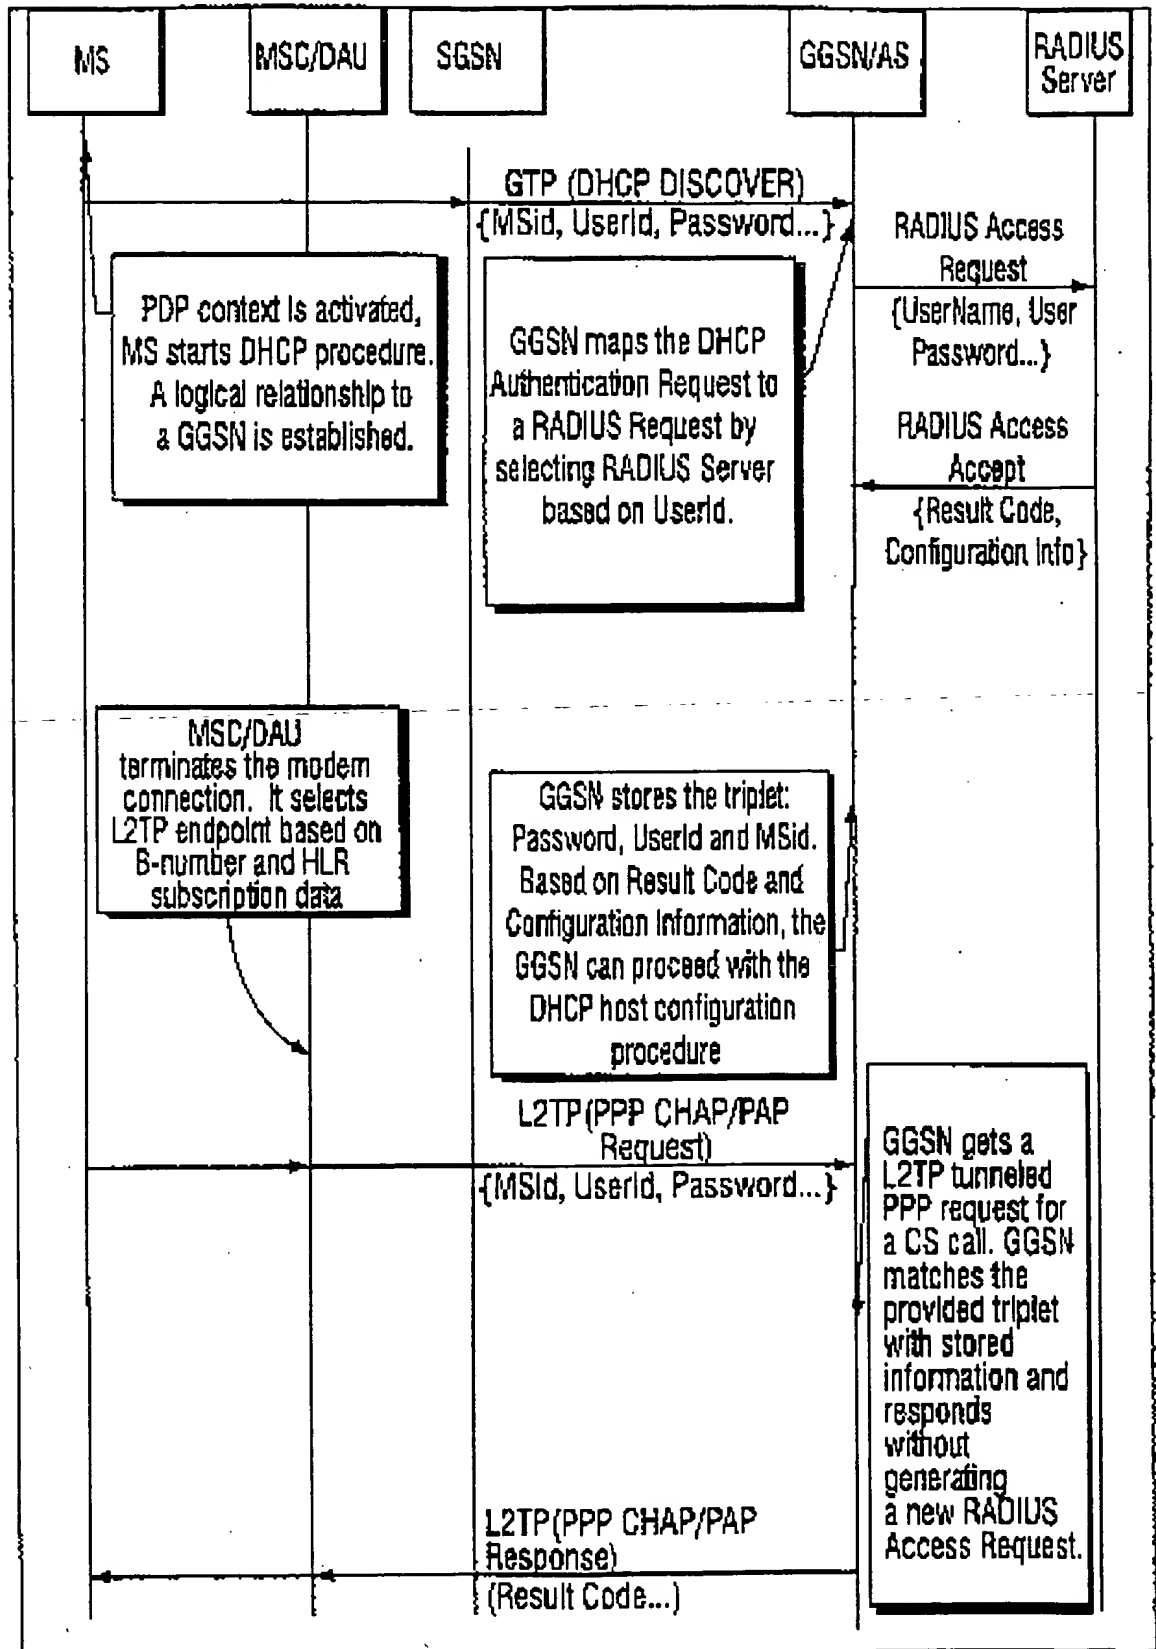 MS
MSC/DAU
SGSN
GGSN/AS
RADIUS
Server
GTP (DHCP DISCOVER)
{MSid, UserId, Password...}
RADIUS Access
Request
{UserName, User
Password...}
PDP context is activated,
MS starts DHCP procedure.
A logical relationship to
a GGSN is established.
GGSN maps the DHCP
Authentication Request to
a RADIUS Request by
selecting RADIUS Server
based on UserId.
RADIUS Access
Accept
{Result Code,
Configuration Info}
MSC/DAU
terminates the modem
connection. It selects
L2TP endpoint based on
B-number and HLR
subscription data
GGSN stores the triplet:
Password, UserId and MSid.
Based on Result Code and
Configuration Information, the
GGSN can proceed with the
DHCP host configuration
procedure
L2TP(PPP CHAP/PAP
Request)
{MSId, UserId, Password...}
GGSN gets a
L2TP tunneled
PPP request for
a CS call. GGSN
matches the
provided triplet
with stored
information and
responds
without
generating
a new RADIUS
Access Request.
L2TP(PPP CHAP/PAP
Response)
(Result Code...)